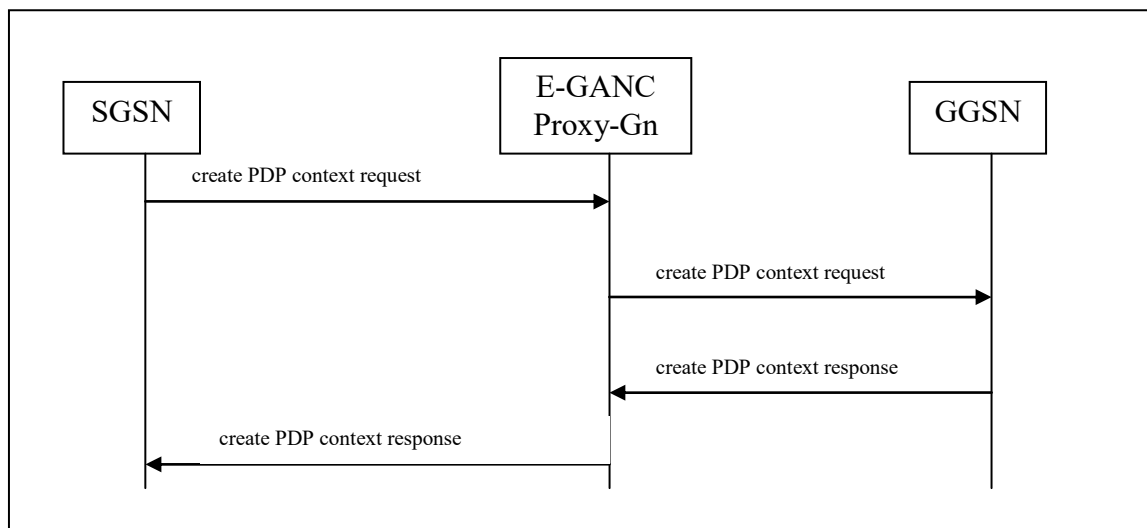 SGSN
E-GANC
Proxy-Gn
GGSN
create PDP context request
create PDP context request
create PDP context response
create PDP context response